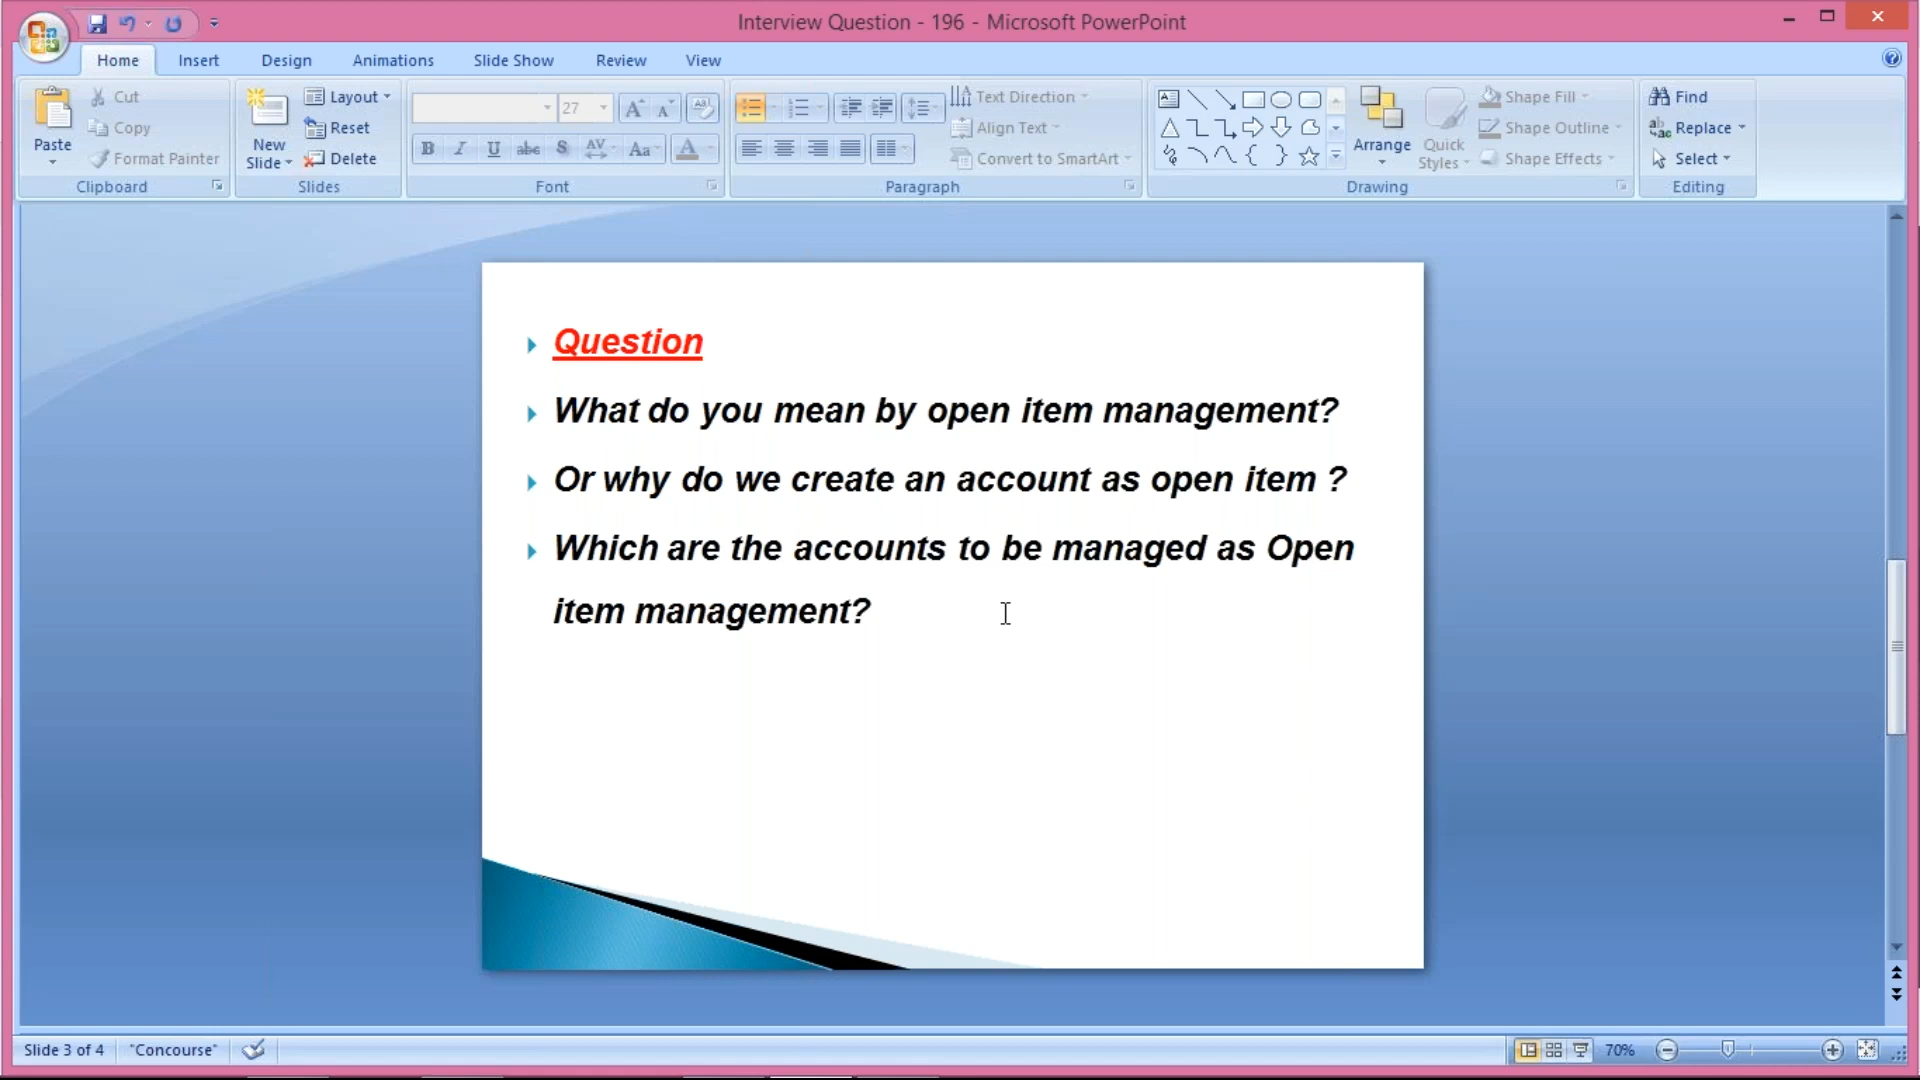 Interview Question - 196 - Microsoft PowerPoint
Home Insert Design Animations Slide Show Review View
Paste
Cut
Copy
Format Painter
Clipboard
New
Slide
Layout
Reset
Delete
Slides
27
B I U abc S AV Aa A
Font
Text Direction
Align Text
Convert to SmartArt
Paragraph
Arrange
Quick
Styles
Shape Fill
Shape Outline
Shape Effects
Drawing
Find
Replace
Select
Editing
Question
What do you mean by open item management?
Or why do we create an account as open item ?
Which are the accounts to be managed as Open
item management?
Slide 3 of 4 "Concourse" 70%